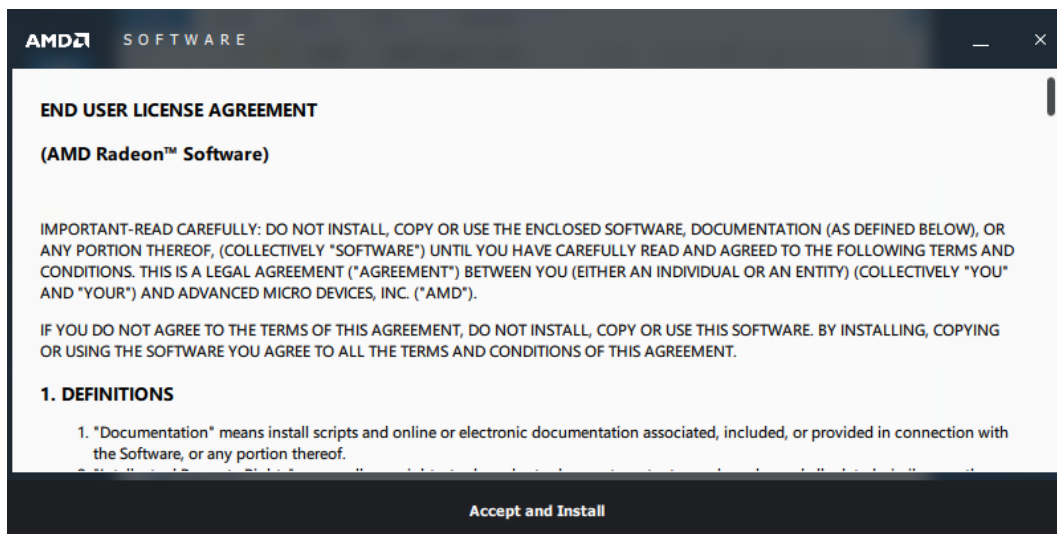 AMD SOFTWARE
END USER LICENSE AGREEMENT
(AMD Radeon™ Software)
IMPORTANT-READ CAREFULLY: DO NOT INSTALL, COPY OR USE THE ENCLOSED SOFTWARE, DOCUMENTATION (AS DEFINED BELOW), OR
ANY PORTION THEREOF, (COLLECTIVELY "SOFTWARE") UNTIL YOU HAVE CAREFULLY READ AND AGREED TO THE FOLLOWING TERMS AND
CONDITIONS. THIS IS A LEGAL AGREEMENT ("AGREEMENT") BETWEEN YOU (EITHER AN INDIVIDUAL OR AN ENTITY) (COLLECTIVELY "YOU"
AND "YOUR") AND ADVANCED MICRO DEVICES, INC. ("AMD").
IF YOU DO NOT AGREE TO THE TERMS OF THIS AGREEMENT, DO NOT INSTALL, COPY OR USE THIS SOFTWARE. BY INSTALLING, COPYING
OR USING THE SOFTWARE YOU AGREE TO ALL THE TERMS AND CONDITIONS OF THIS AGREEMENT.
1. DEFINITIONS
1. "Documentation" means install scripts and online or electronic documentation associated, included, or provided in connection with
the Software, or any portion thereof.
Accept and Install